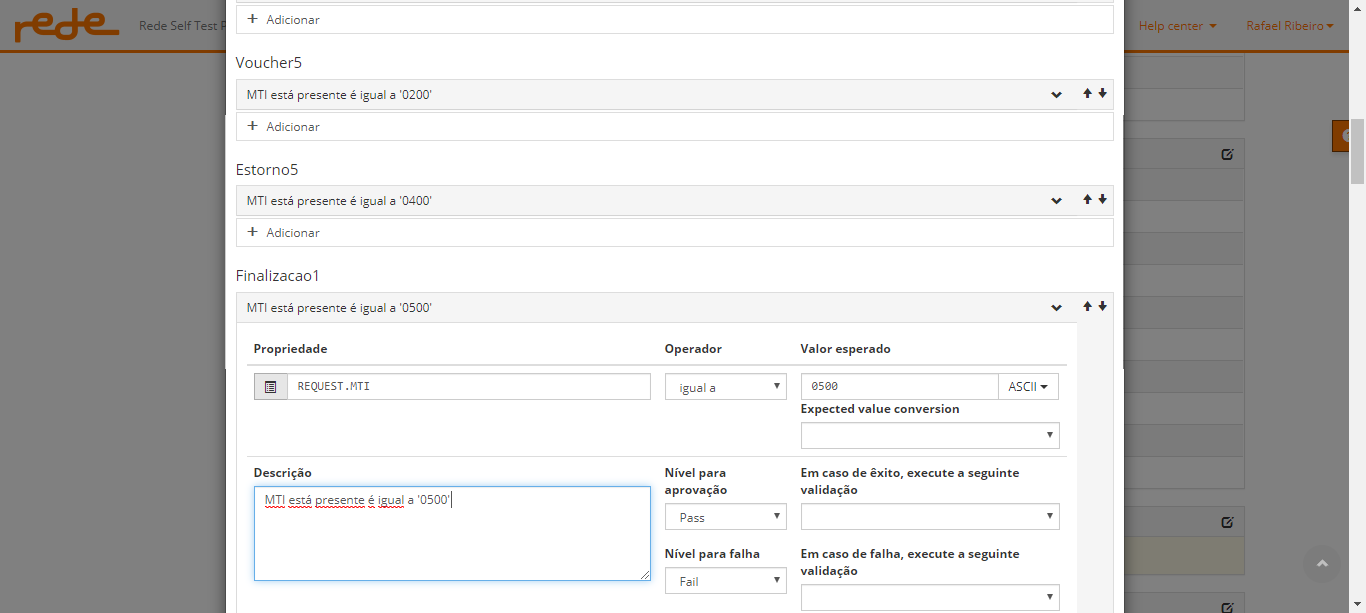 rede
Rede Self Test
Help center
Rafael Ribeiro
+ Adicionar
Voucher5
MTI está presente é igual a '0200'
+ Adicionar
Estorno5
MTI está presente é igual a '0400'
+ Adicionar
Finalizacao1
MTI está presente é igual a '0500'
Propriedade
Operador
Valor esperado
REQUEST.MTI
igual a
0500
ASCII
Expected value conversion
Descrição
Nível para
aprovação
Em caso de êxito, execute a seguinte
validação
MTI está presente é igual a '0500'
Pass
Nível para falha
Em caso de falha, execute a seguinte
validação
Fail